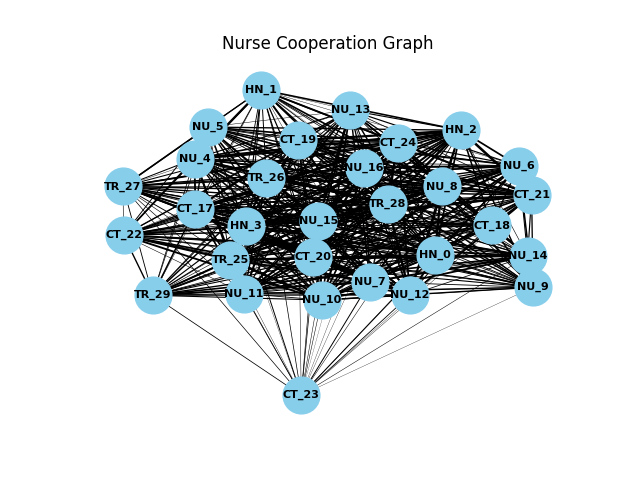 Nurse Cooperation Graph
HN_1
NU_13
NU_5
HN_2
CT_19
CT_24
NU_4
NU_6
NU_16
TR_26
TR_27
NU_8
CT_21
TR_28
CT_17
NU_15
CT_18
HN_3
CT_22
HN_0
NU_14
CT_20
TR_25
NU_7
NU_9
NU_11
TR_29
NU_12
NU_10
CT_23